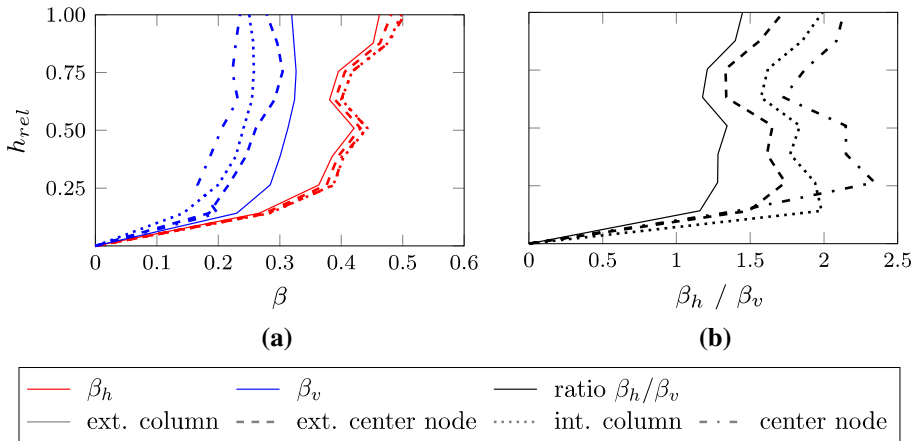 1.00
0.75
0.50
0.25
h_rel
0 0.1 0.2 0.3 0.4 0.5 0.6
β
(a)
0 0.5 1 1.5 2 2.5
β_h / β_v
(b)
β_h β_v ratio β_h/β_v
ext. column ext. center node int. column center node